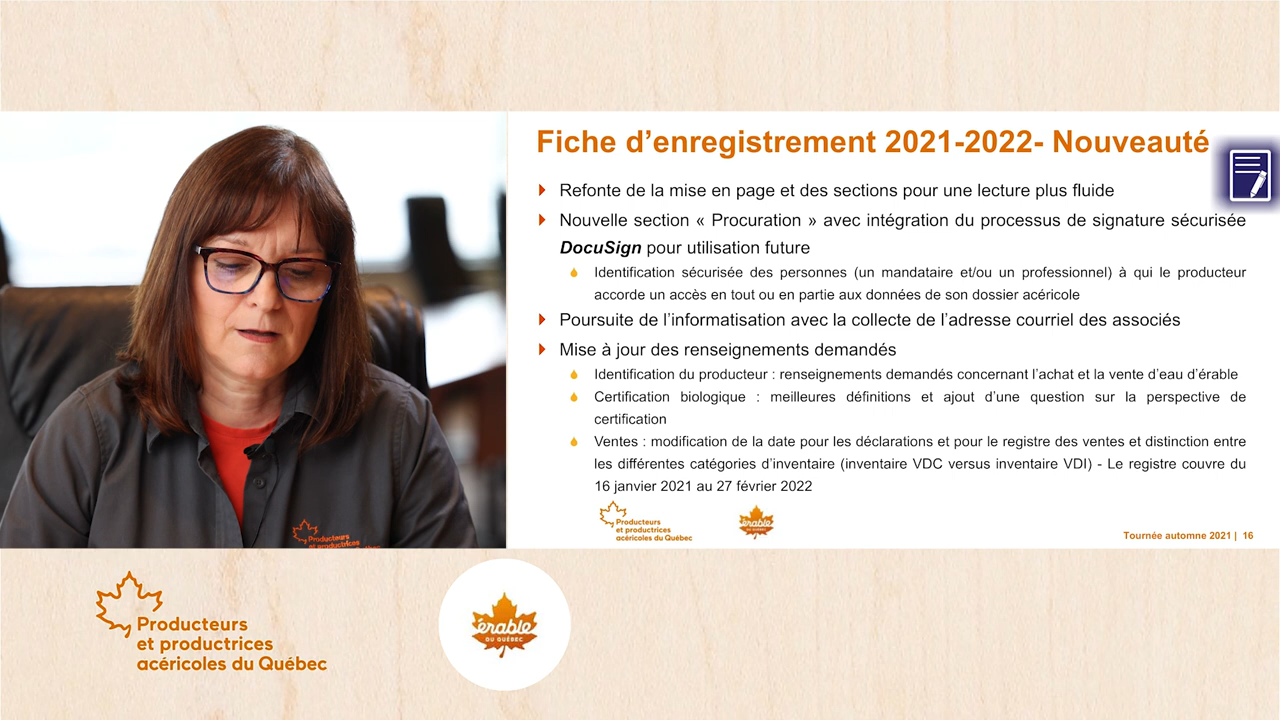 Fiche d'enregistrement 2021-2022- Nouveauté
Refonte de la mise en page et des sections pour une lecture plus fluide
Nouvelle section « Procuration » avec intégration du processus de signature sécurisée
DocuSign pour utilisation future
Identification sécurisée des personnes (un mandataire et/ou un professionnel) à qui le producteur
accorde un accès en tout ou en partie aux données de son dossier acéricole
Poursuite de l'informatisation avec la collecte de l'adresse courriel des associés
Mise à jour des renseignements demandés
Identification du producteur : renseignements demandés concernant l'achat et la vente d'eau d'érable
Certification biologique : meilleures définitions et ajout d'une question sur la perspective de
certification
Ventes : modification de la date pour les déclarations et pour le registre des ventes et distinction entre
les différentes catégories d'inventaire (inventaire VDC versus inventaire VDI) - Le registre couvre du
16 janvier 2021 au 27 février 2022
Producteurs
et productrices
acéricoles du Québec
érable
DU QUÉBEC
Tournée automne 2021 | 16
Producteurs
et productrices
Producteurs
et productrices
acéricoles du Québec
érable
DU QUÉBEC